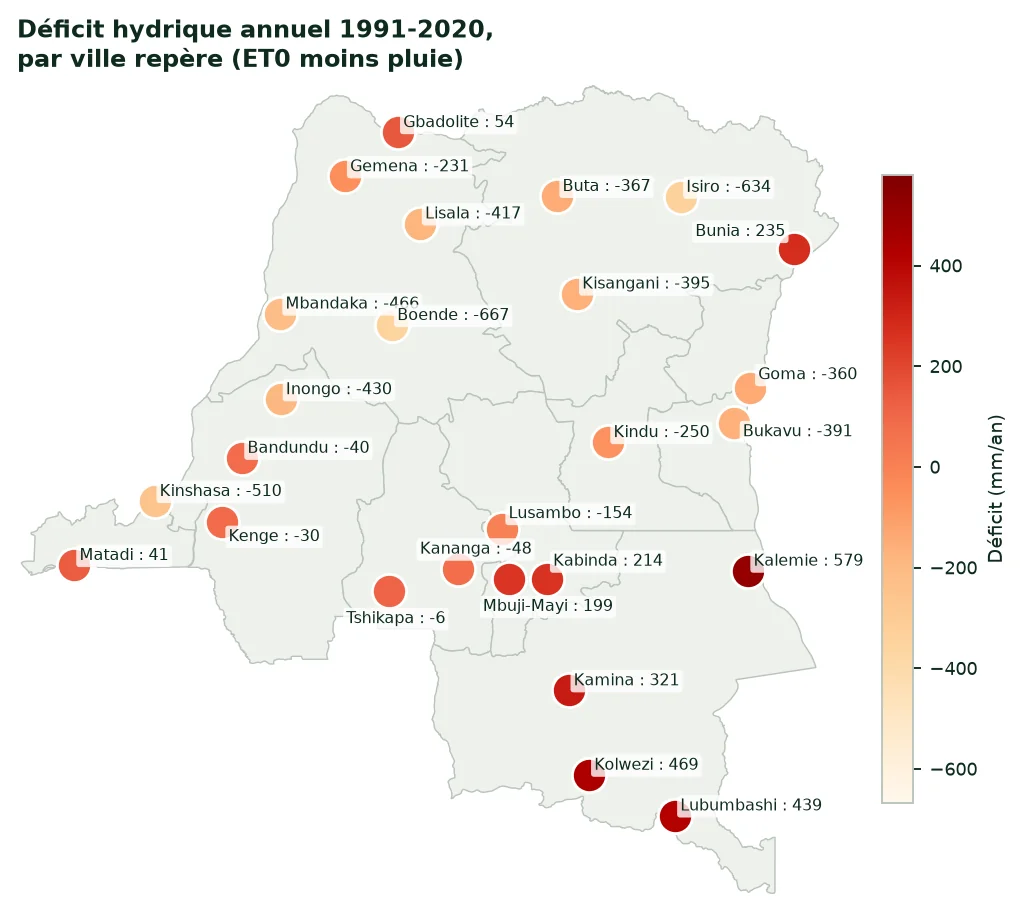 Déficit hydrique annuel 1991-2020,
par ville repère (ET0 moins pluie)
Gbadolite : 54
Gemena : -231
Buta : -367
Isiro : -634
Lisala : -417
Bunia : 235
Kisangani : -395
Mbandaka : -466
Boende : -667
Goma : -360
Inongo : -430
Kindu : -250
Bukavu : -391
Bandundu : -40
Kinshasa : -510
Lusambo : -154
Kenge : -30
Kananga : -48
Matadi : 41
Kabinda : 214
Kalemie : 579
Mbuji-Mayi : 199
Tshikapa : -6
Kamina : 321
Kolwezi : 469
Lubumbashi : 439
400
200
0
−200
−400
−600
Déficit (mm/an)